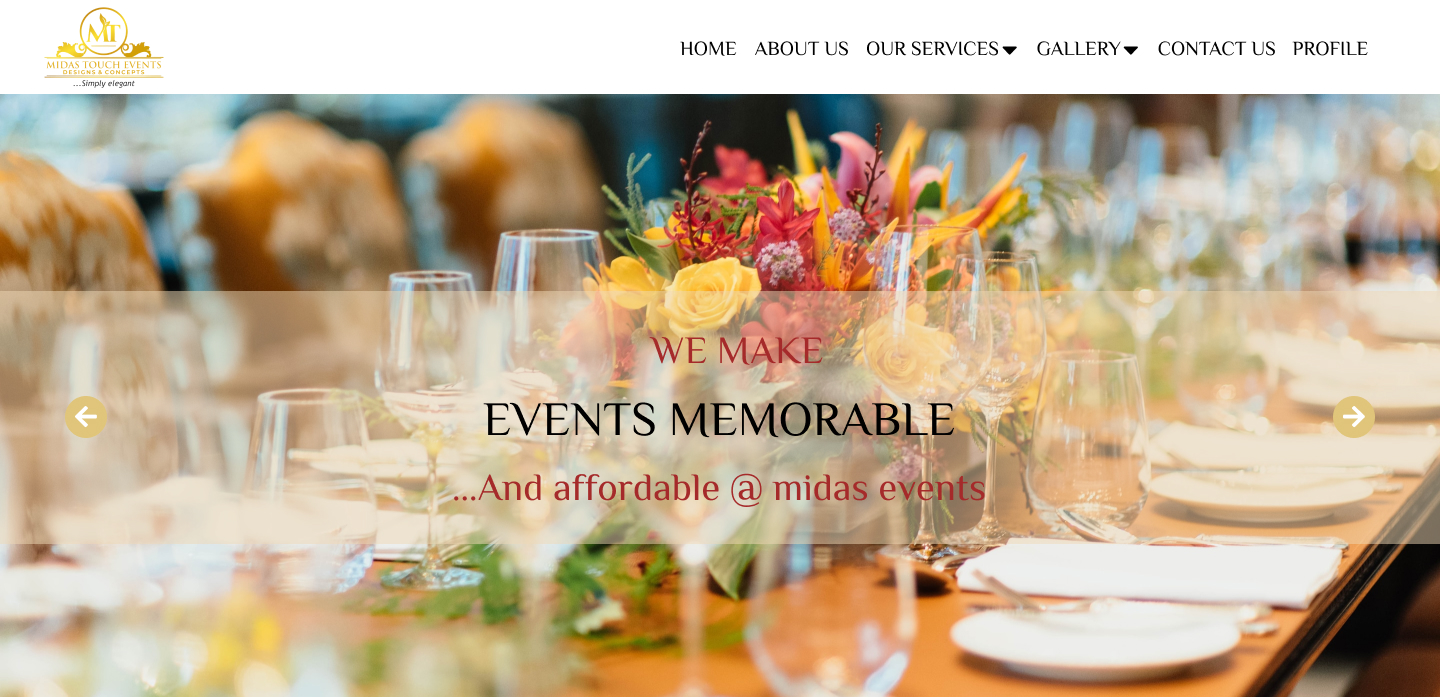 MT
MIDAS TOUCH EVENTS
DESIGNS & CONCEPTS
...Simply elegant
HOME ABOUT US OUR SERVICES GALLERY CONTACT US PROFILE
WE MAKE
EVENTS MEMORABLE
...And affordable @ midas events